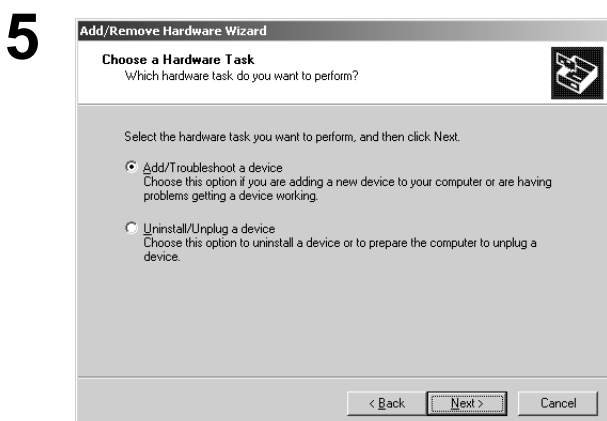 5
Add/Remove Hardware Wizard
Choose a Hardware Task
Which hardware task do you want to perform?
Select the hardware task you want to perform, and then click Next.
Add/Troubleshoot a device
Choose this option if you are adding a new device to your computer or are having
problems getting a device working.
Uninstall/Unplug a device
Choose this option to uninstall a device or to prepare the computer to unplug a
device.
< Back Next > Cancel